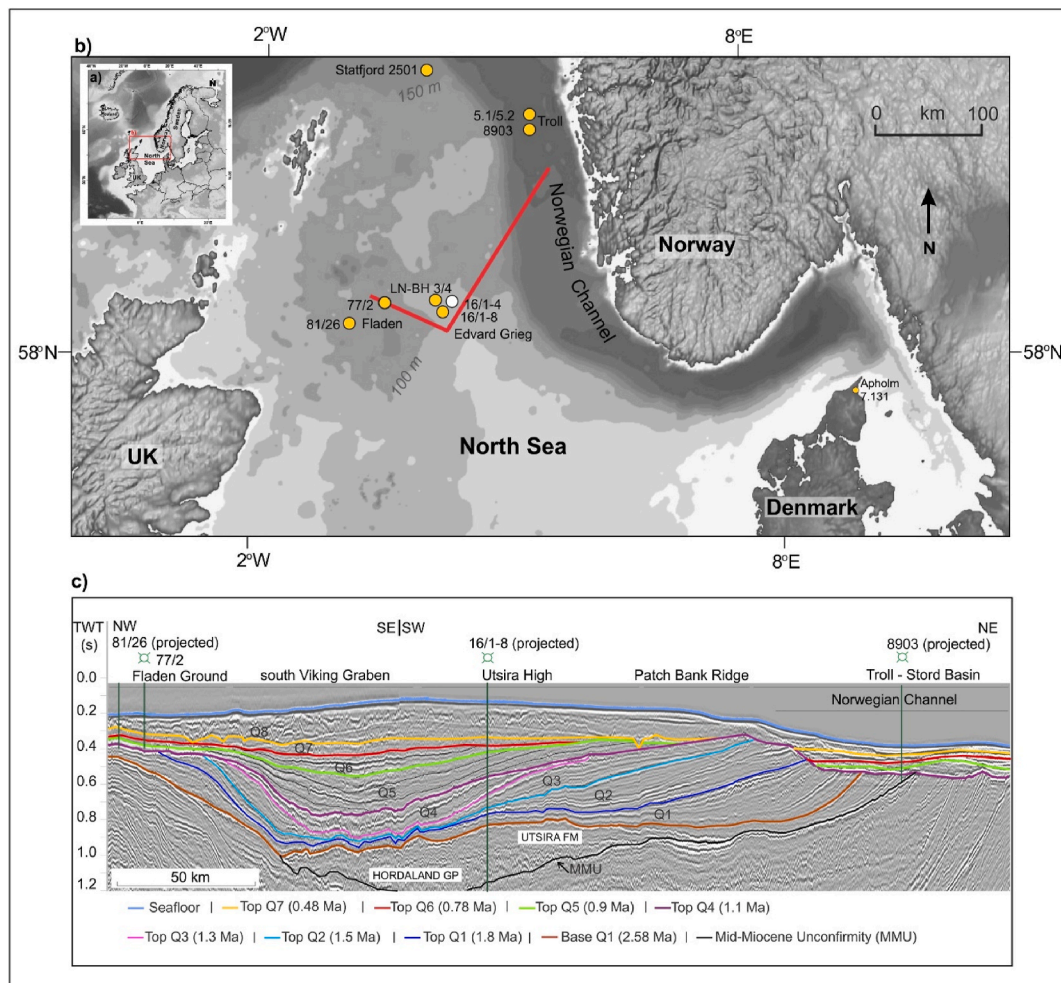 2°W
8°E
b)
a)
N
Sweden
North
Sea
UK
Statfjord 2501
150 m
5.1/5.2
Troll
8903
0 km 100
Norwegian Channel
Norway
N
LN-BH 3/4
77/2
16/1-4
16/1-8
81/26
Fladen
Edvard Grieg
58°N
58°N
100 m
Apholm
7.131
UK
North Sea
Denmark
2°W
8°E
c)
TWT
(s)
NW
SE|SW
NE
81/26 (projected)
16/1-8 (projected)
8903 (projected)
77/2
Fladen Ground
south Viking Graben
Utsira High
Patch Bank Ridge
Troll - Stord Basin
0.0
Norwegian Channel
0.2
Q8
0.4
Q7
Q6
Q3
0.6
Q5
Q2
Q4
Q1
0.8
UTSIRA FM
1.0
MMU
HORDALAND GP
50 km
1.2
Seafloor | Top Q7 (0.48 Ma) | Top Q6 (0.78 Ma) | Top Q5 (0.9 Ma) | Top Q4 (1.1 Ma)
Top Q3 (1.3 Ma) | Top Q2 (1.5 Ma) | Top Q1 (1.8 Ma) | Base Q1 (2.58 Ma) | Mid-Miocene Unconfirmity (MMU)